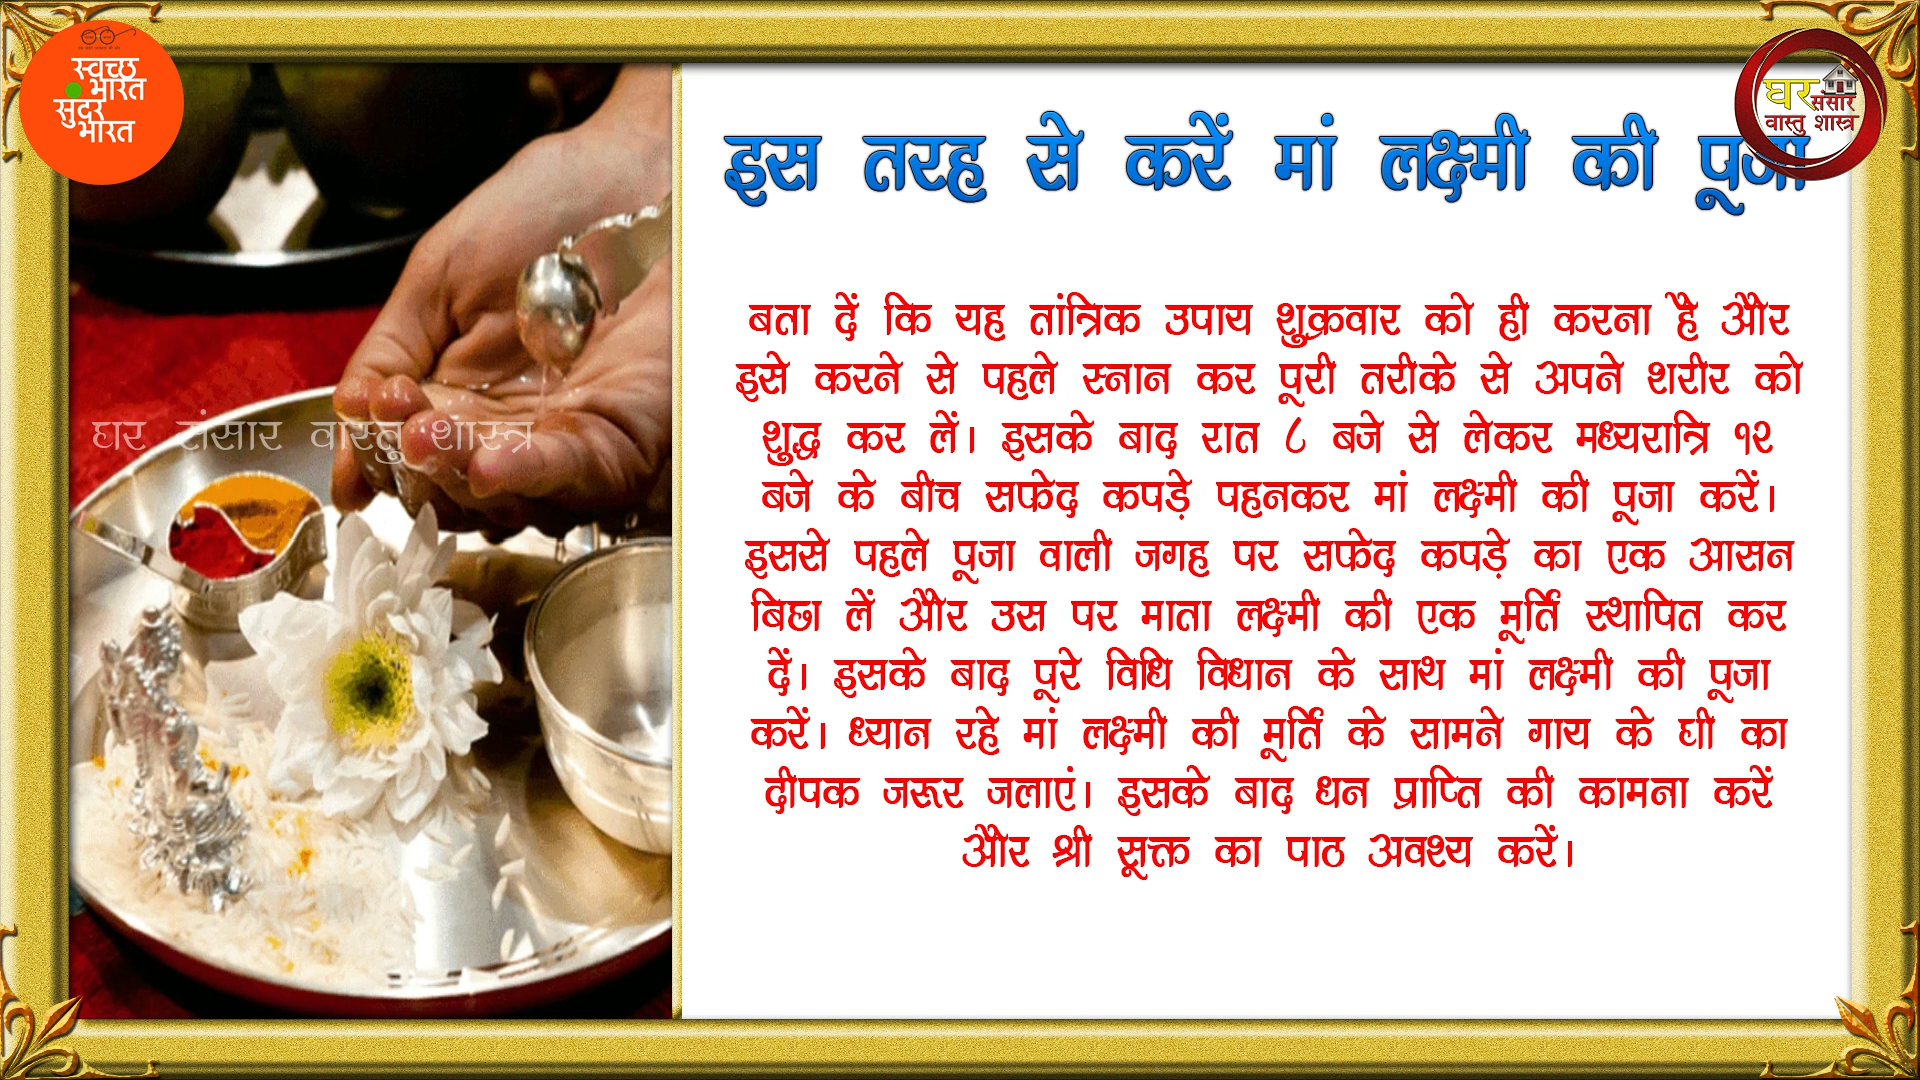 स्वच्छ
भारत
सुंदर
भारत
घर
संसार
वास्तु शास्त्र
इस तरह से करें मां लक्ष्मी की पूजा
घर संसार वास्तु शास्त्र
बता दें कि यह तांत्रिक उपाय शुक्रवार को ही करना है और
इसे करने से पहले स्नान कर पूरी तरीके से अपने शरीर को
शुद्ध कर लें। इसके बाद रात ८ बजे से लेकर मध्यरात्रि १२
बजे के बीच सफेद कपड़े पहनकर मां लक्ष्मी की पूजा करें।
इससे पहले पूजा वाली जगह पर सफेद कपड़े का एक आसन
बिछा लें और उस पर माता लक्ष्मी की एक मूर्ति स्थापित कर
दें। इसके बाद पूरे विधि विधान के साथ मां लक्ष्मी की पूजा
करें। ध्यान रहे मां लक्ष्मी की मूर्ति के सामने गाय के घी का
दीपक जरूर जलाएं। इसके बाद धन प्राप्ति की कामना करें
और श्री सूक्त का पाठ अवश्य करें।